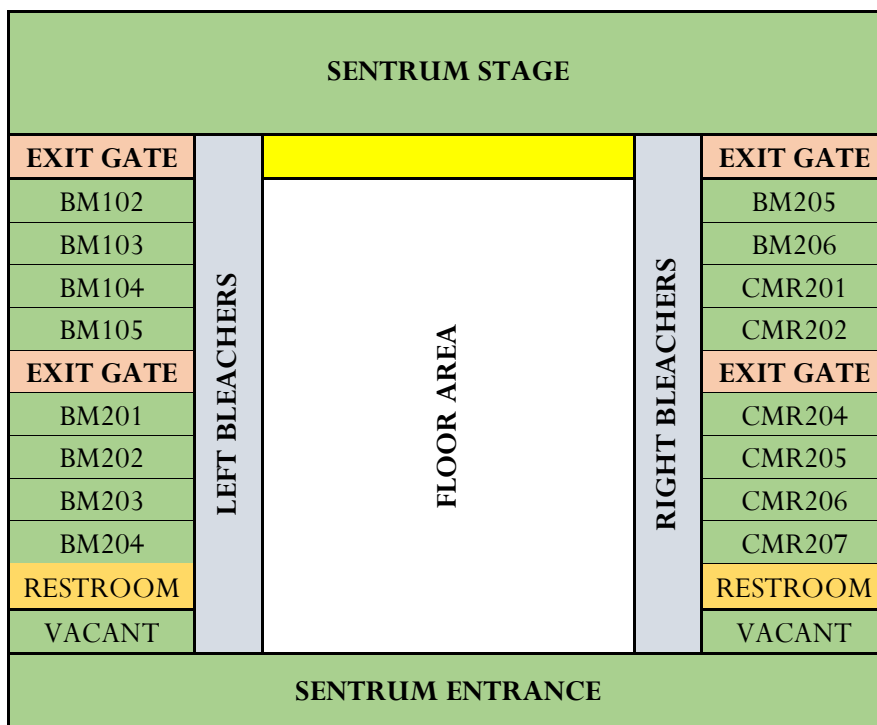 SENTRUM STAGE
EXIT GATE
BM102
BM103
BM104
BM105
EXIT GATE
BM201
BM202
BM203
BM204
RESTROOM
VACANT
LEFT BLEACHERS
FLOOR AREA
RIGHT BLEACHERS
EXIT GATE
BM205
BM206
CMR201
CMR202
EXIT GATE
CMR204
CMR205
CMR206
CMR207
RESTROOM
VACANT
SENTRUM ENTRANCE